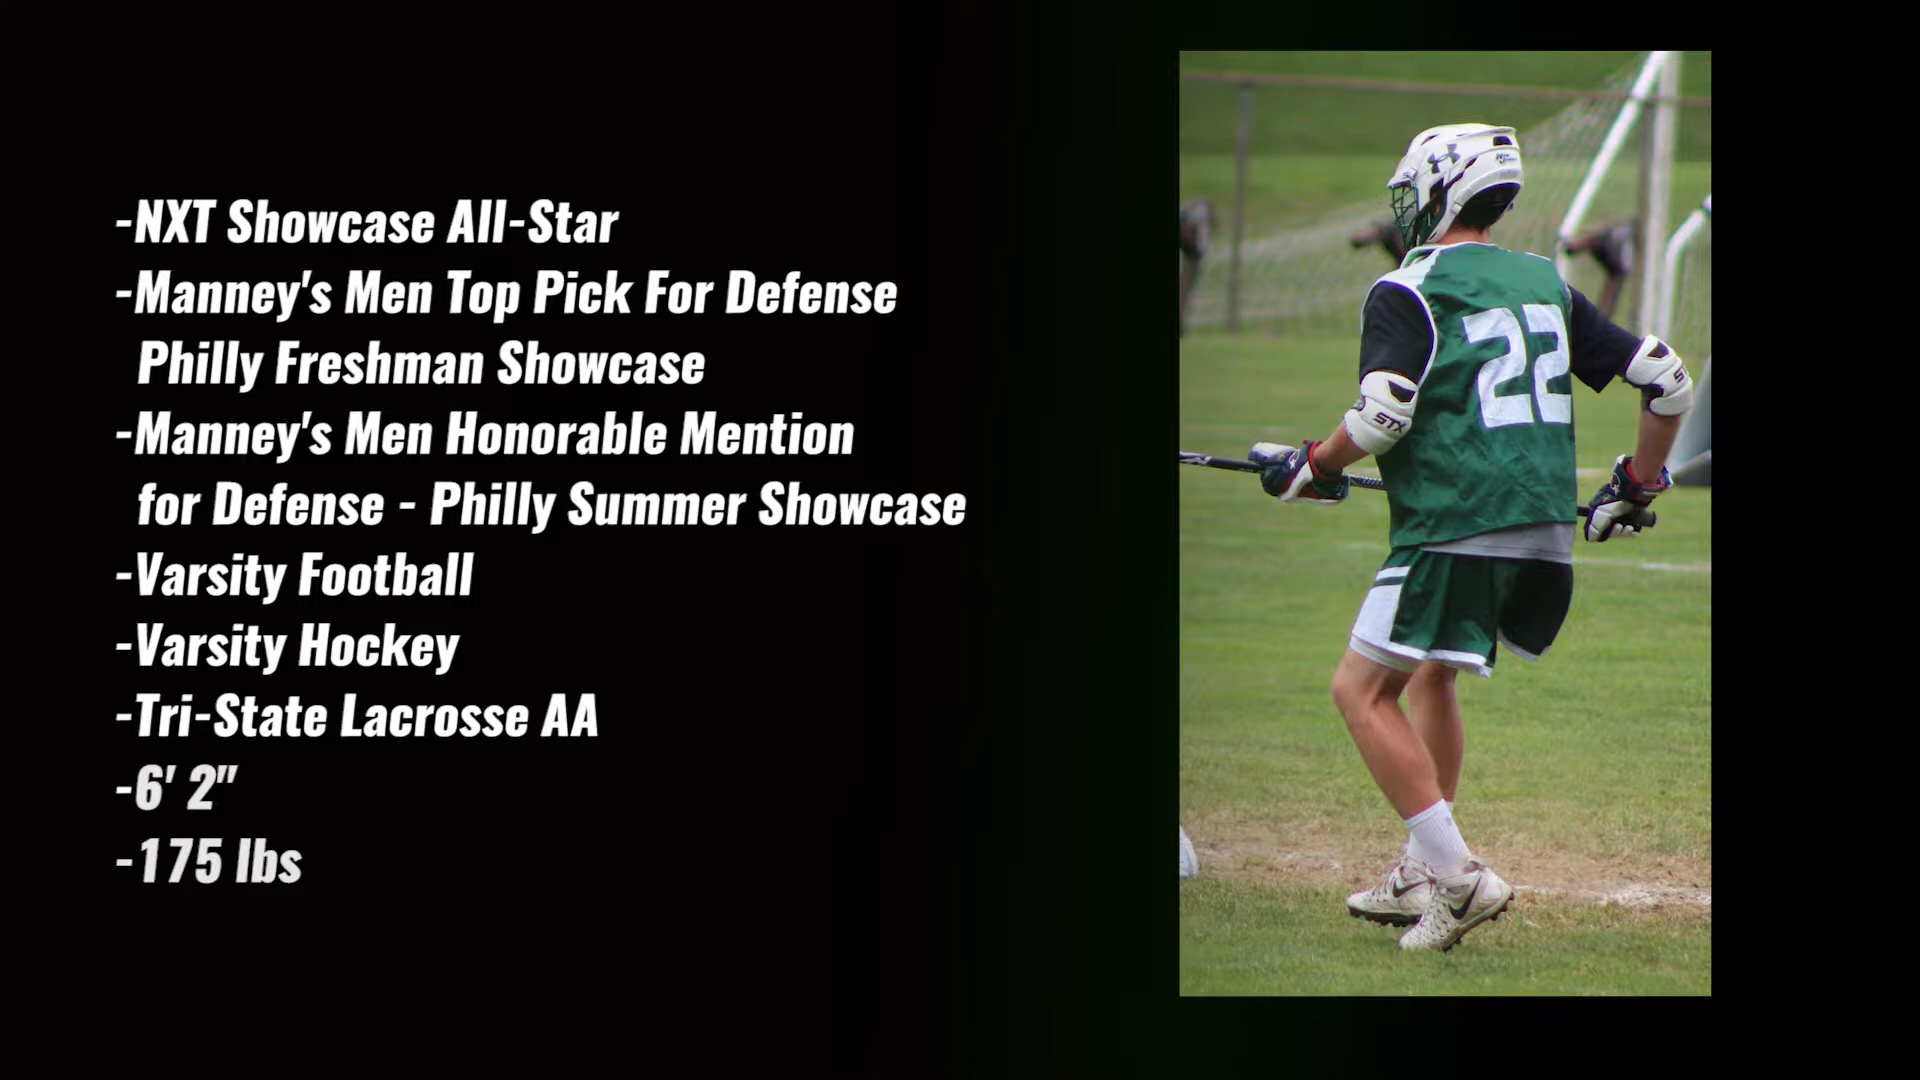 -NXT Showcase All-Star
-Manney's Men Top Pick For Defense
Philly Freshman Showcase
-Manney's Men Honorable Mention
for Defense - Philly Summer Showcase
-Varsity Football
-Varsity Hockey
-Tri-State Lacrosse AA
-6' 2"
-175 lbs
22
STX